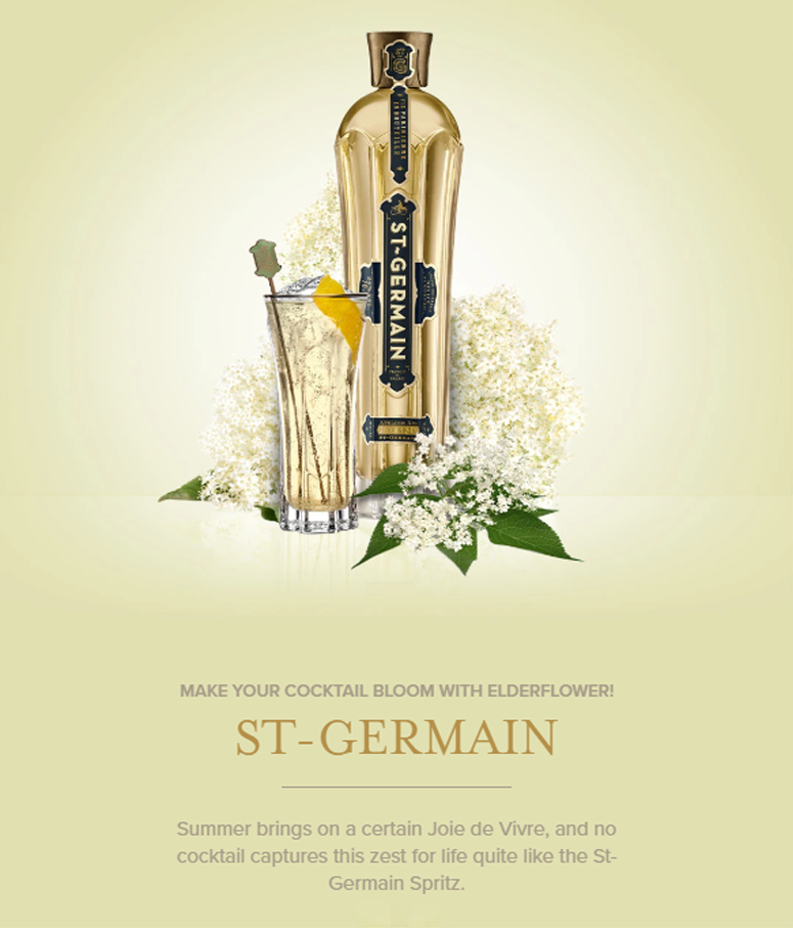 ST-GERMAIN
MAKE YOUR COCKTAIL BLOOM WITH ELDERFLOWER!
ST-GERMAIN
Summer brings on a certain Joie de Vivre, and no
cocktail captures this zest for life quite like the St-
Germain Spritz.